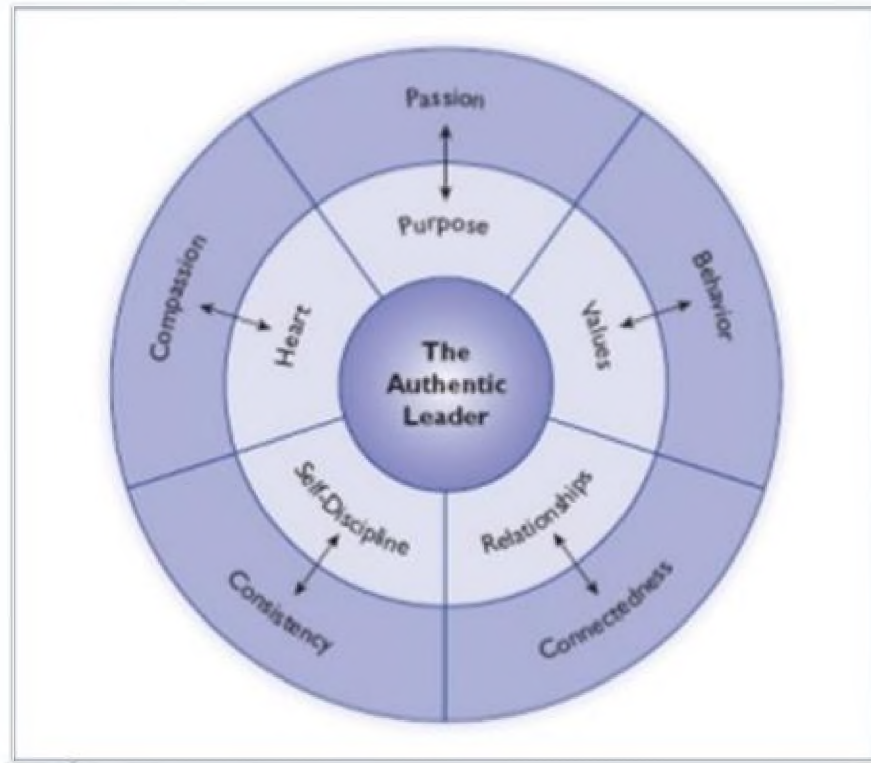 Passion
Purpose
Behavior
Values
Compassion
Heart
The
Authentic
Leader
Self-Discipline
Relationships
Consistency
Connectedness